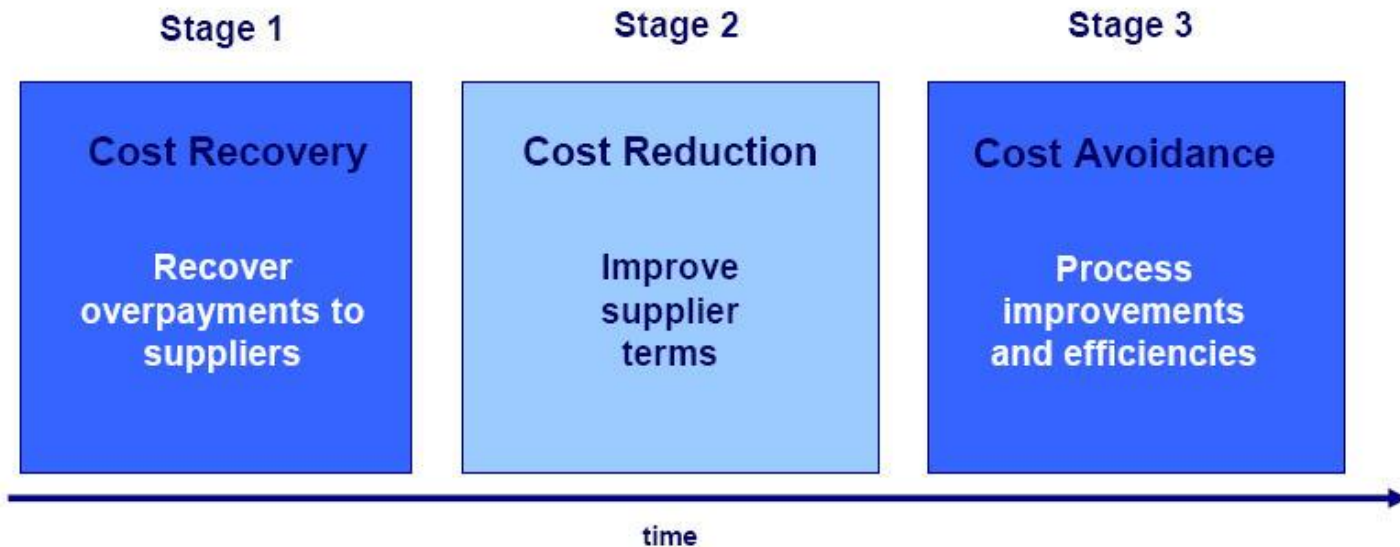 Stage 1
Stage 2
Stage 3
Cost Recovery
Recover
overpayments to
suppliers
Cost Reduction
Improve
supplier
terms
Cost Avoidance
Process
improvements
and efficiencies
time